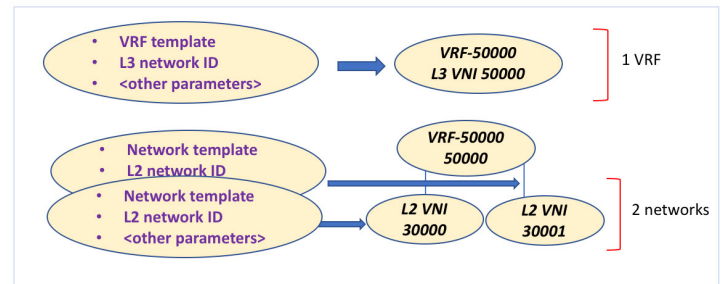 • VRF template
• L3 network ID
• <other parameters>
VRF-50000
L3 VNI 50000
1 VRF
• Network template
• L2 network ID
• Network template
• L2 network ID
• <other parameters>
VRF-50000
50000
L2 VNI
30000
L2 VNI
30001
2 networks